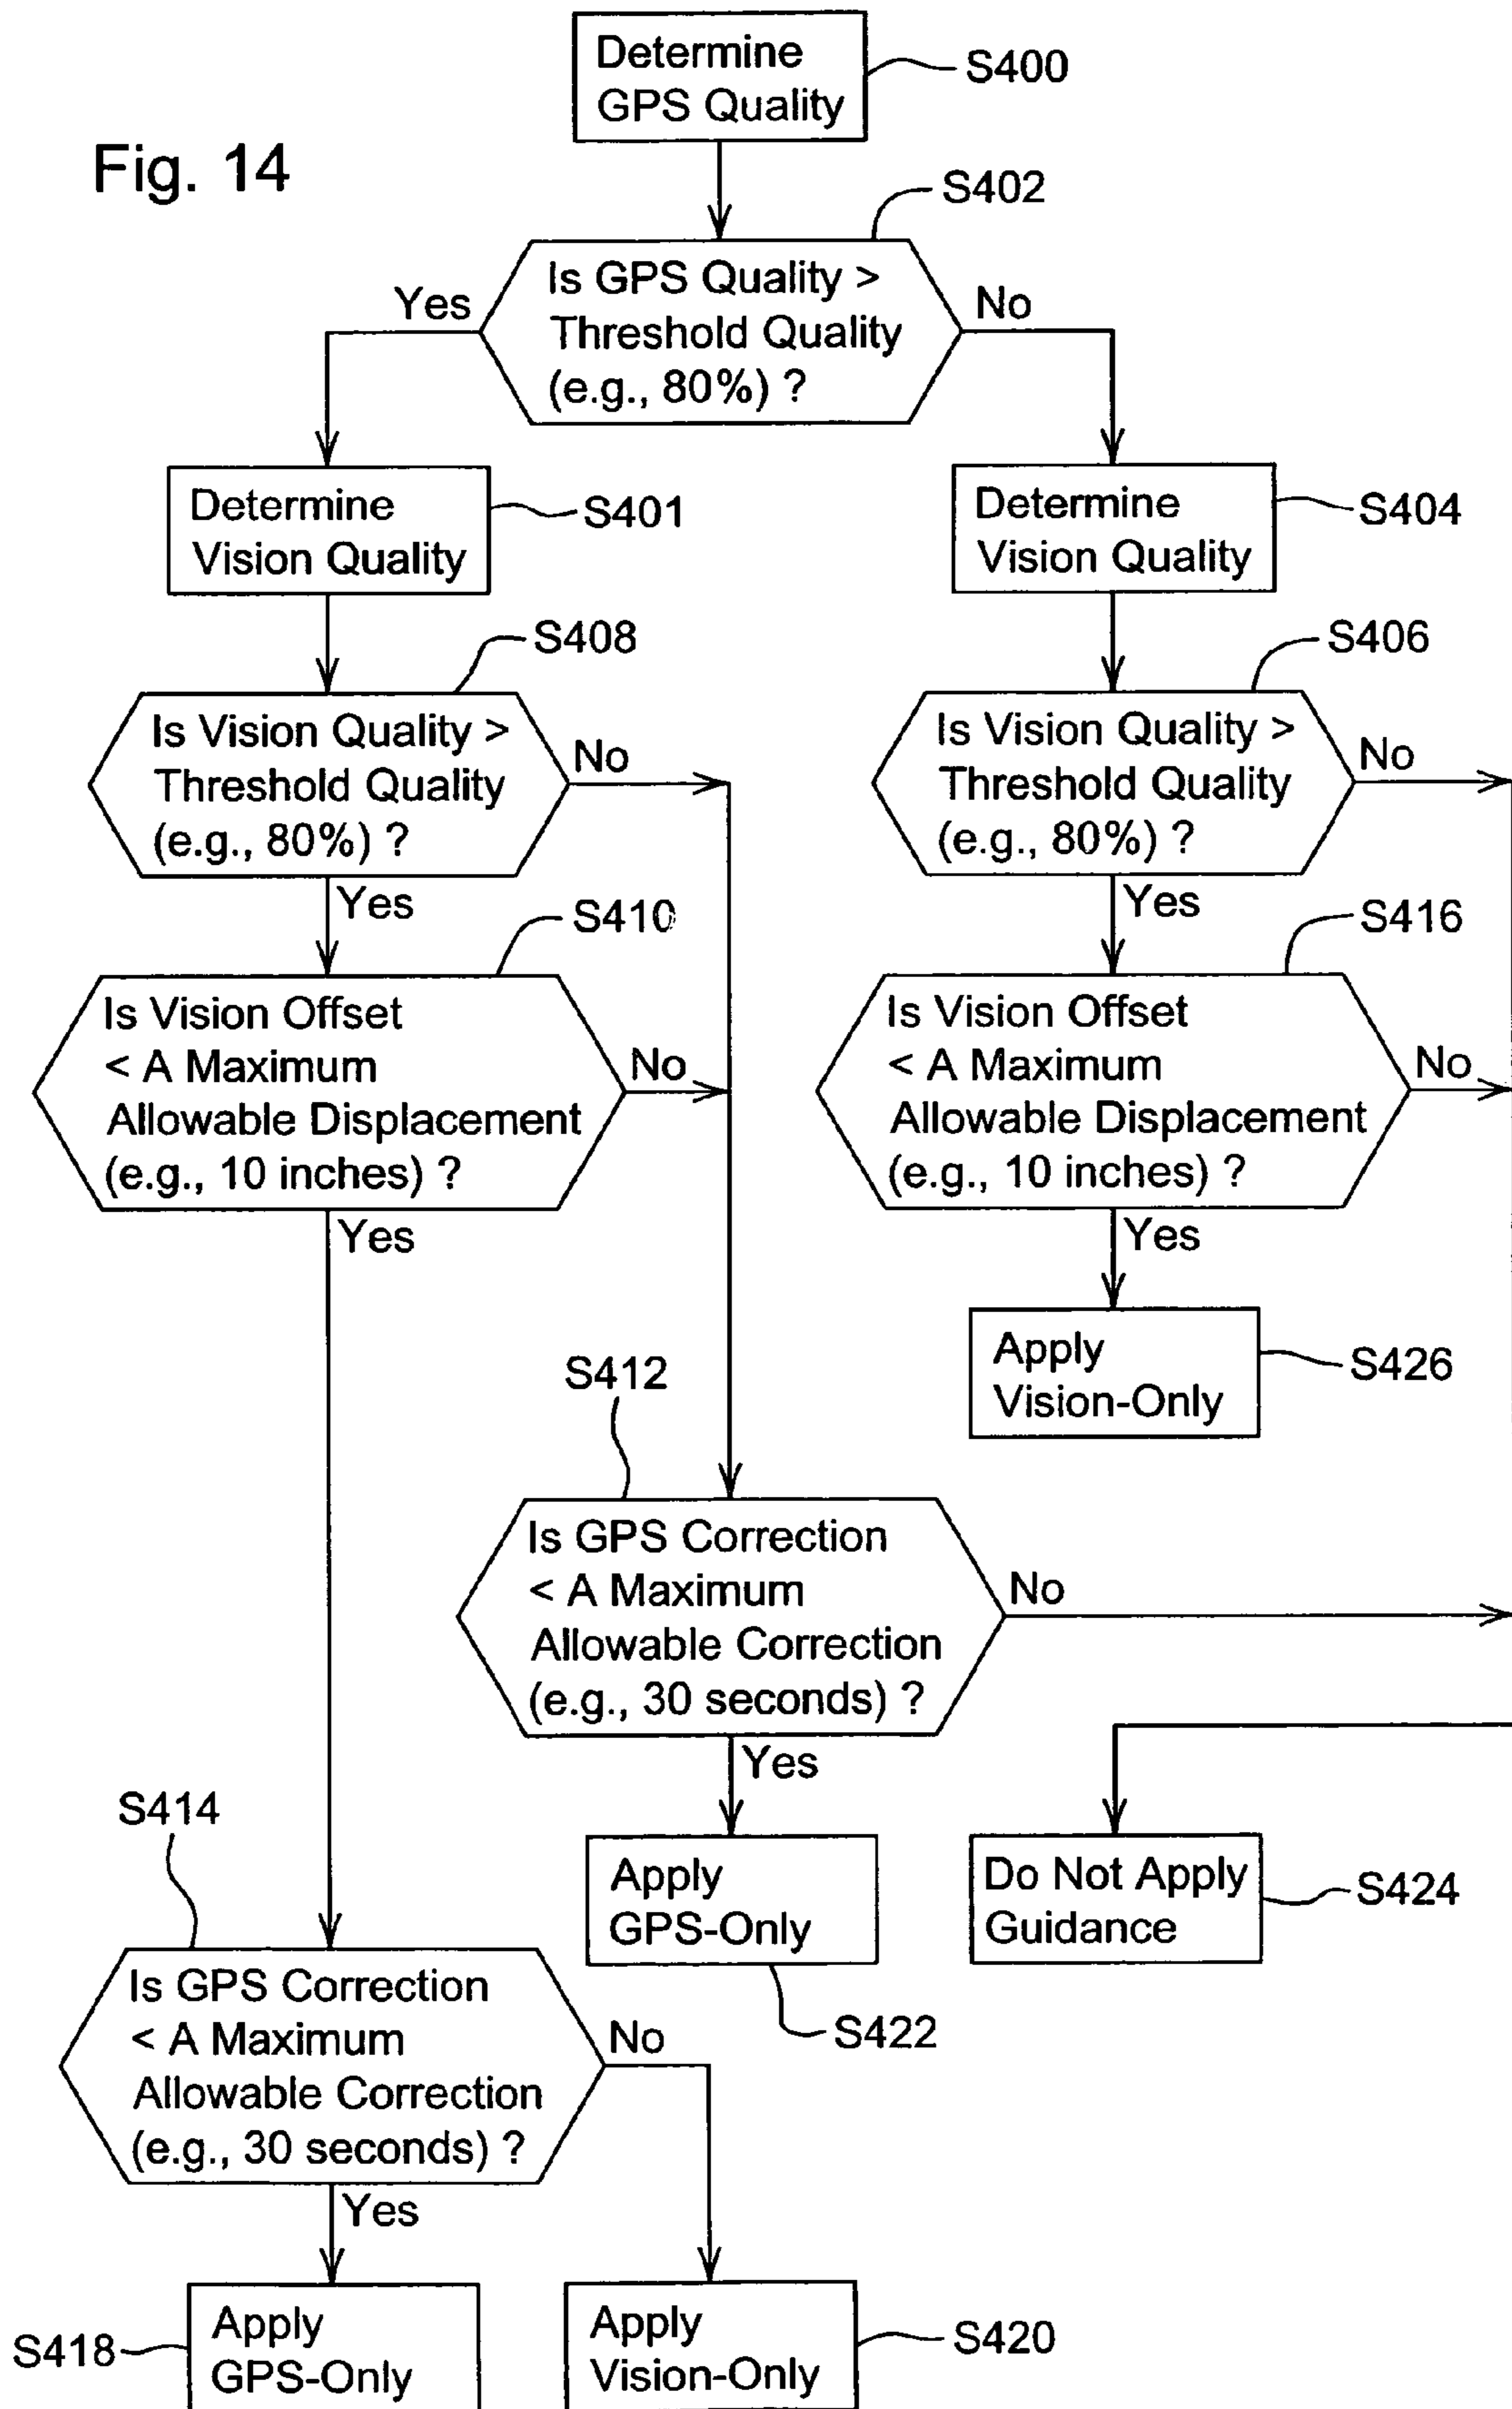 Fig. 14
Determine
GPS Quality
S400
S402
Is GPS Quality >
Threshold Quality
(e.g., 80%) ?
Yes
No
Determine
Vision Quality
S401
Determine
Vision Quality
S404
S408
Is Vision Quality >
Threshold Quality
(e.g., 80%) ?
No
Yes
S406
Is Vision Quality >
Threshold Quality
(e.g., 80%) ?
No
Yes
S410
Is Vision Offset
< A Maximum
Allowable Displacement
(e.g., 10 inches) ?
No
Yes
S416
Is Vision Offset
< A Maximum
Allowable Displacement
(e.g., 10 inches) ?
No
Yes
Apply
Vision-Only
S426
S412
Is GPS Correction
< A Maximum
Allowable Correction
(e.g., 30 seconds) ?
No
Yes
Apply
GPS-Only
S422
Do Not Apply
Guidance
S424
S414
Is GPS Correction
< A Maximum
Allowable Correction
(e.g., 30 seconds) ?
No
Yes
S418
Apply
GPS-Only
Apply
Vision-Only
S420